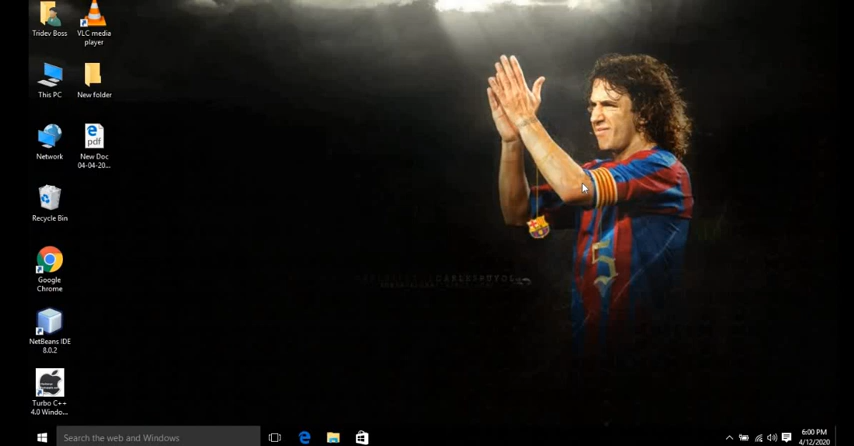 Tridev Boss
VLC media
player
This PC
New folder
Network
New Doc
04-04-20...
Recycle Bin
Google
Chrome
NetBeans IDE
8.0.2
Turbo C++
4.0 Windo...
5
Search the web and Windows
6:00 PM
4/12/2020